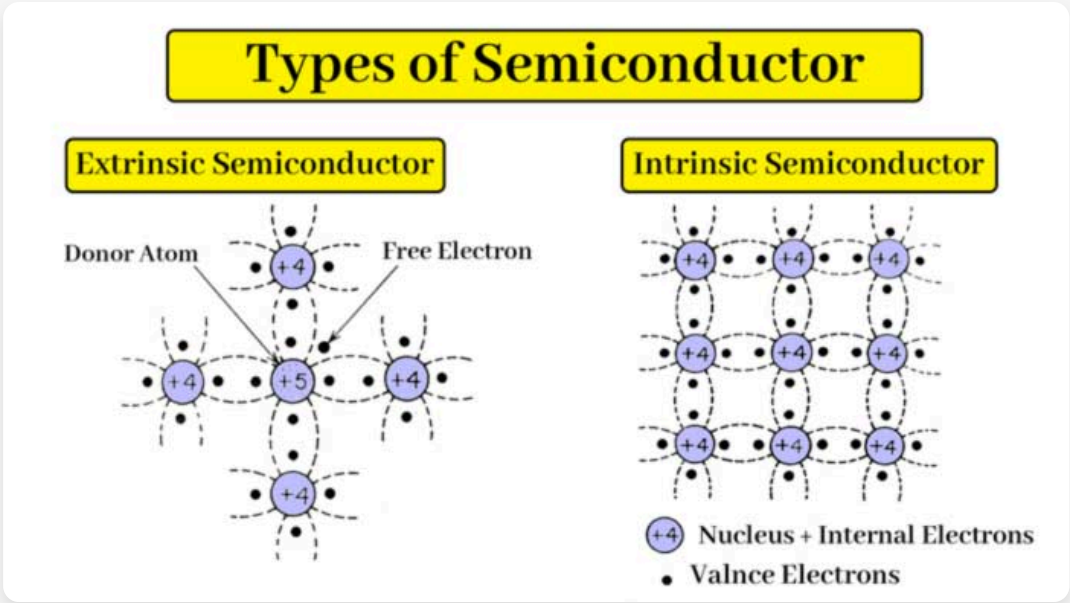 Types of Semiconductor
Extrinsic Semiconductor
Intrinsic Semiconductor
Donor Atom
Free Electron
+4
+4
+5
+4
+4
+4
+4
+4
+4
+4
+4
+4
+4
+4
+4
Nucleus + Internal Electrons
Valnce Electrons